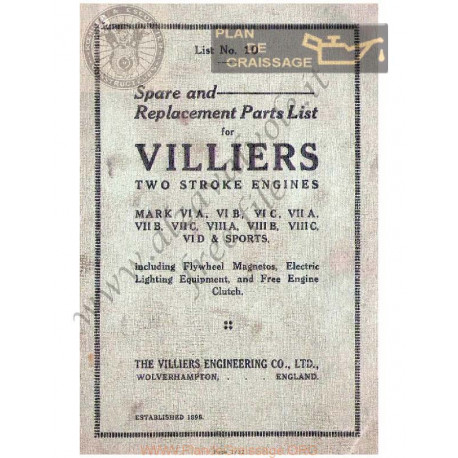 PLAN
DE
GRAISSAGE
List No. 10
Spare and
Replacement Parts List
for
VILLIERS
TWO STROKE ENGINES
MARK VI A, VI B, VI C, VII A,
VII B, VII C, VIII A, VIII B, VIII C,
VI D & SPORTS.
including Flywheel Magnetos, Electric
Lighting Equipment, and Free Engine
Clutch.
THE VILLIERS ENGINEERING CO., LTD.,
WOLVERHAMPTON, . . . ENGLAND.
ESTABLISHED 1898.